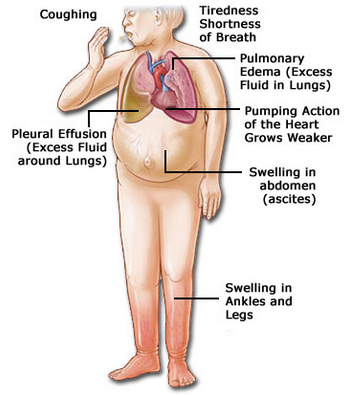 Coughing
Tiredness
Shortness
of Breath
Pulmonary
Edema (Excess
Fluid in Lungs)
Pumping Action
of the Heart
Grows Weaker
Pleural Effusion
(Excess Fluid
around Lungs)
Swelling in
abdomen
(ascites)
Swelling in
Ankles and
Legs